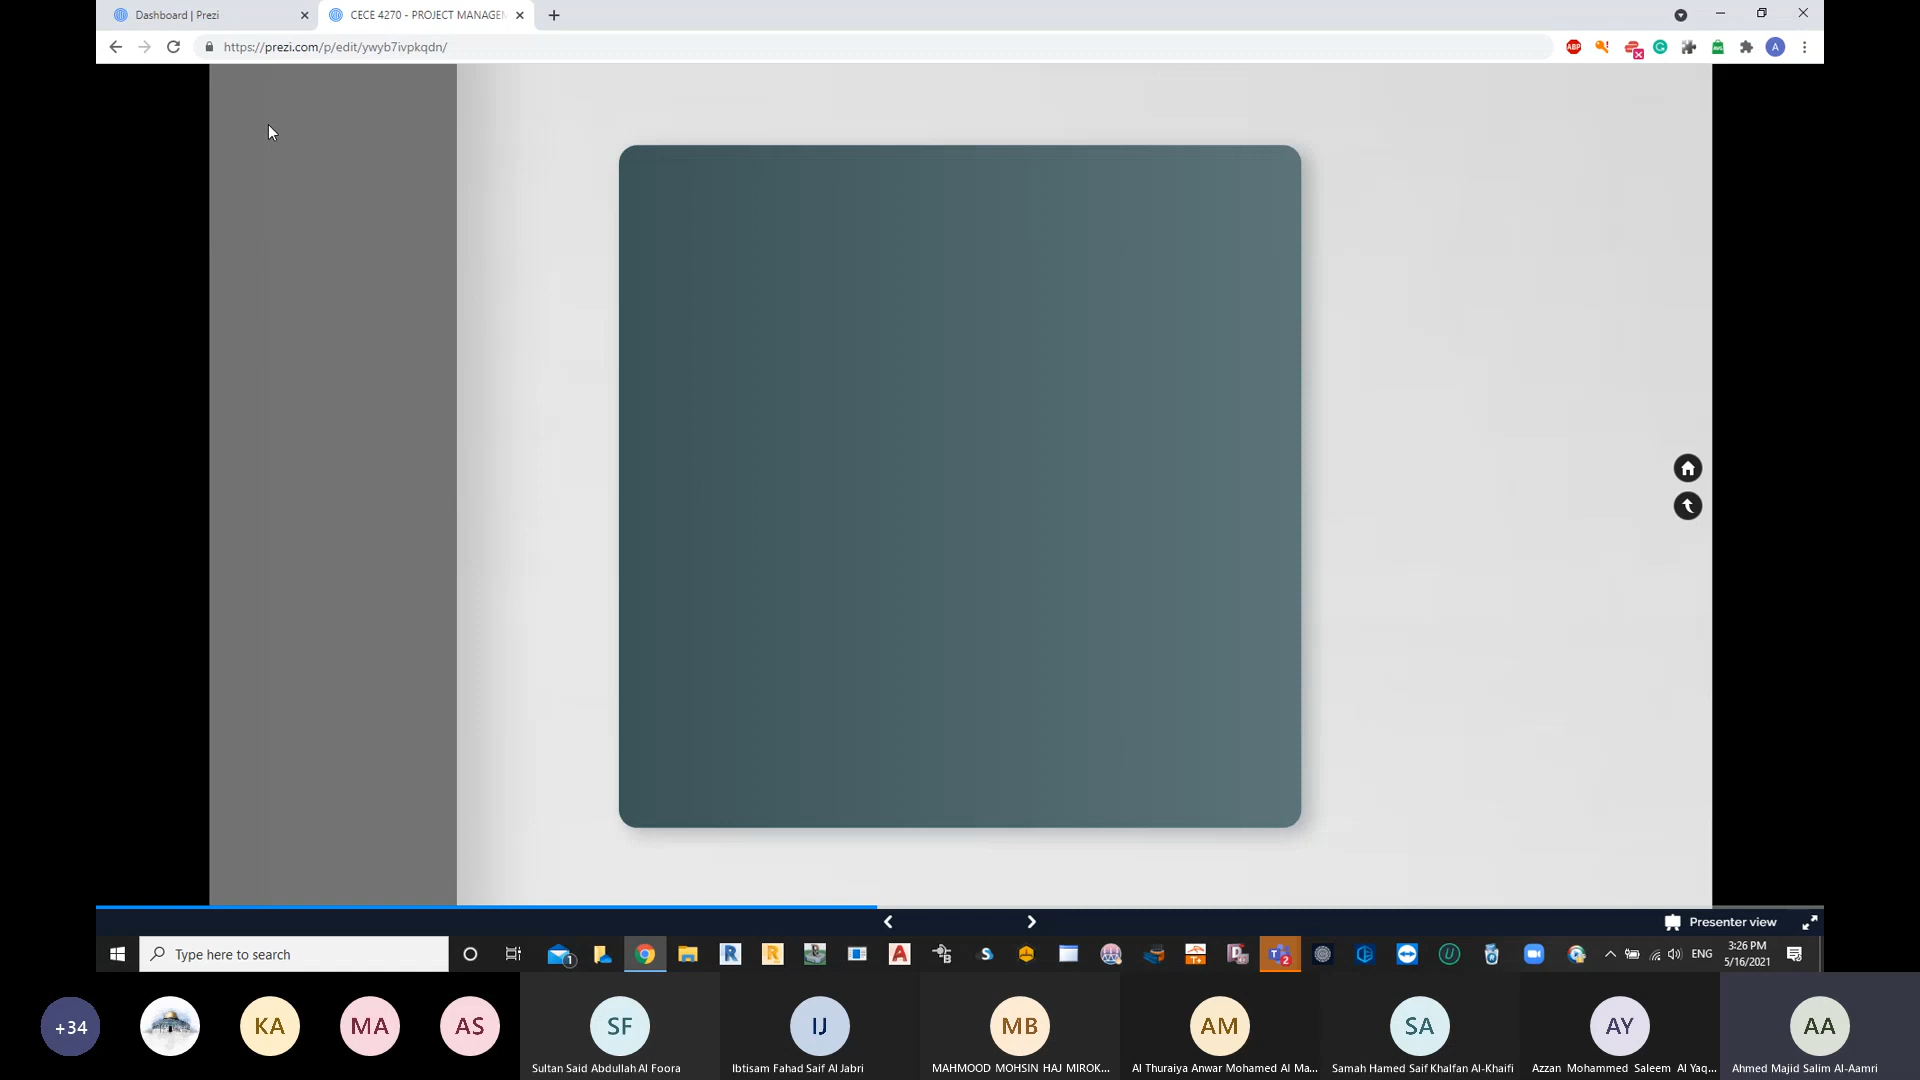 Dashboard | Prezi
CECE 4270 - PROJECT MANAGEM
https://prezi.com/p/edit/ywyb7ivpkqdn/
ABP
A
Presenter view
Type here to search
1
2
ENG
3:26 PM
5/16/2021
+34
KA
MA
AS
SF
IJ
MB
AM
SA
AY
AA
Sultan Said Abdullah Al Foora
Ibtisam Fahad Saif Al Jabri
MAHMOOD MOHSIN HAJ MIROK...
Al Thuraiya Anwar Mohamed Al Ma...
Samah Hamed Saif Khalfan Al-Khaifi
Azzan Mohammed Saleem Al Yaq...
Ahmed Majid Salim Al-Aamri